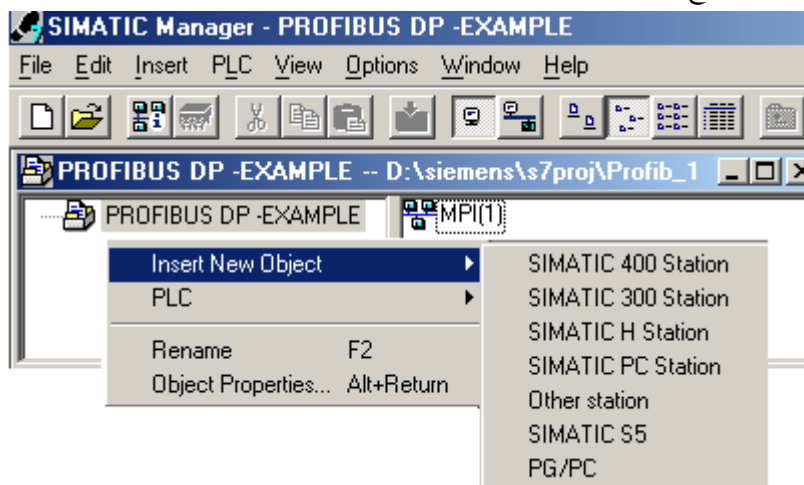 SIMATIC Manager - PROFIBUS DP -EXAMPLE
File Edit Insert PLC View Options Window Help
PROFIBUS DP -EXAMPLE -- D:\siemens\s7proj\Profib_1
PROFIBUS DP -EXAMPLE
MPI(1)
Insert New Object
PLC
Rename F2
Object Properties... Alt+Return
SIMATIC 400 Station
SIMATIC 300 Station
SIMATIC H Station
SIMATIC PC Station
Other station
SIMATIC S5
PG/PC